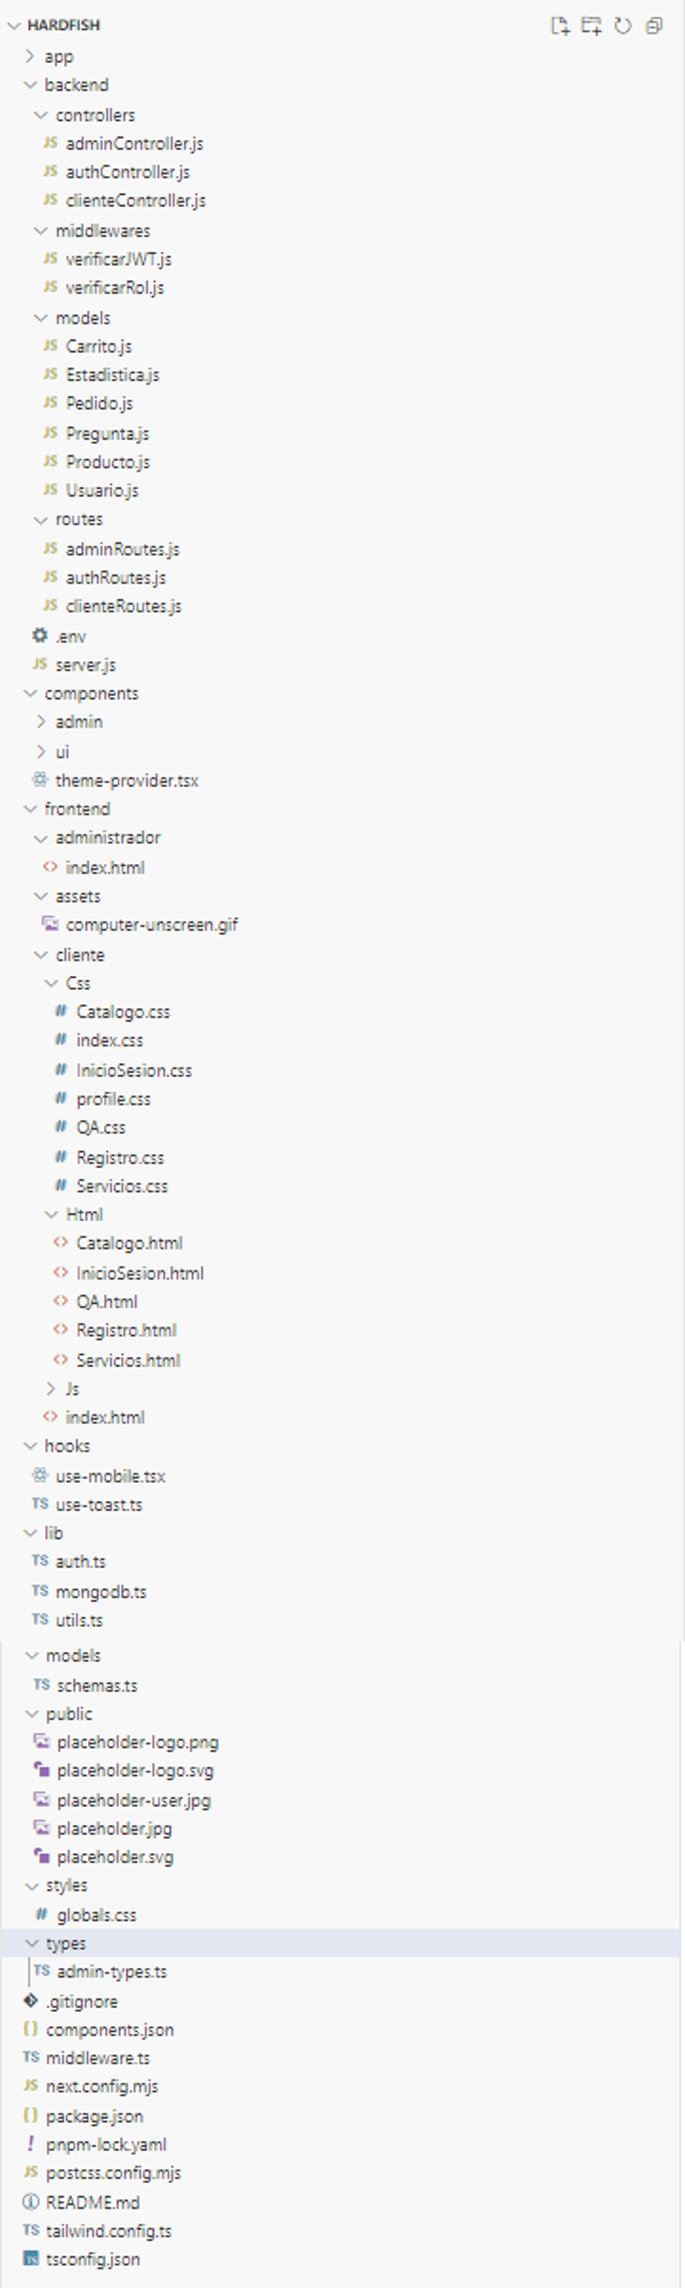 HARDFISH
app
backend
controllers
JS adminController.js
JS authController.js
JS clienteController.js
middlewares
JS verificarJWT.js
JS verificarRol.js
models
JS Carrito.js
JS Estadistica.js
JS Pedido.js
JS Pregunta.js
JS Producto.js
JS Usuario.js
routes
JS adminRoutes.js
JS authRoutes.js
JS clienteRoutes.js
.env
JS server.js
components
admin
ui
theme-provider.tsx
frontend
administrador
<> index.html
assets
computer-unscreen.gif
cliente
Css
# Catalogo.css
# index.css
# InicioSesion.css
# profile.css
# QA.css
# Registro.css
# Servicios.css
Html
<> Catalogo.html
<> InicioSesion.html
<> QA.html
<> Registro.html
<> Servicios.html
Js
<> index.html
hooks
use-mobile.tsx
TS use-toast.ts
lib
TS auth.ts
TS mongodb.ts
TS utils.ts
models
TS schemas.ts
public
placeholder-logo.png
placeholder-logo.svg
placeholder-user.jpg
placeholder.jpg
placeholder.svg
styles
# globals.css
types
TS admin-types.ts
.gitignore
{} components.json
TS middleware.ts
JS next.config.mjs
{} package.json
! pnpm-lock.yaml
JS postcss.config.mjs
README.md
TS tailwind.config.ts
TS tsconfig.json